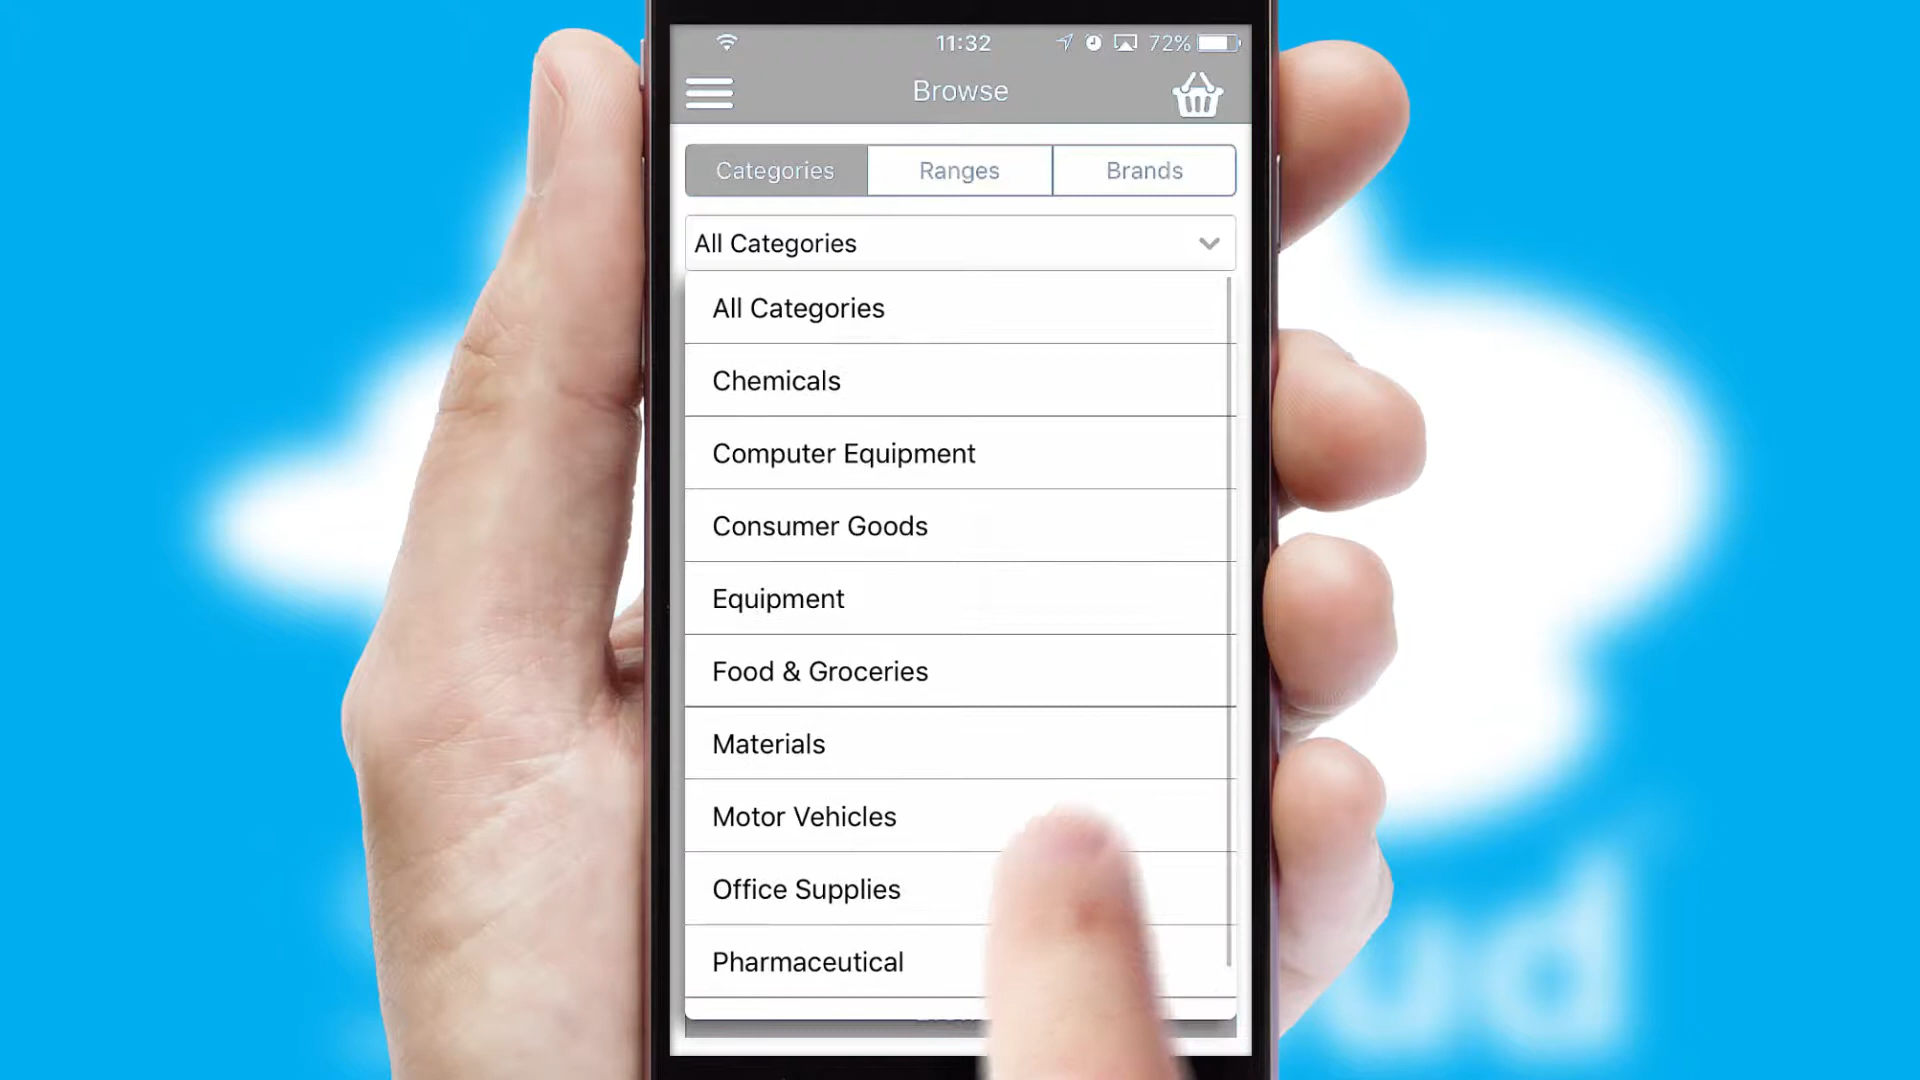 11:32
72%
Browse
Categories
Ranges
Brands
All Categories
All Categories
Chemicals
Computer Equipment
Consumer Goods
Equipment
Food & Groceries
Materials
Motor Vehicles
Office Supplies
Pharmaceutical
ud